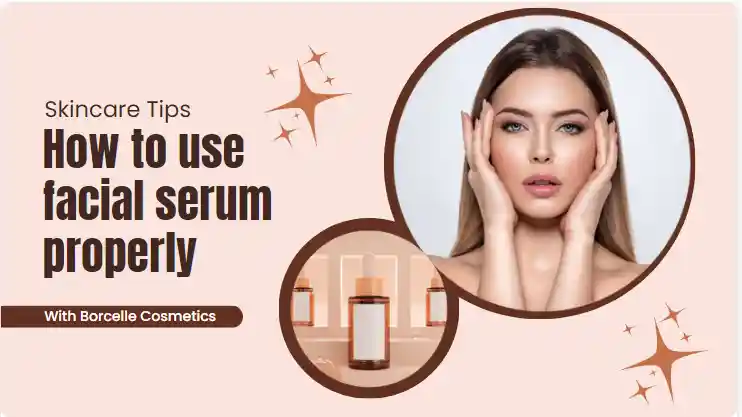 Skincare Tips
How to use
facial serum
properly
With Borcelle Cosmetics